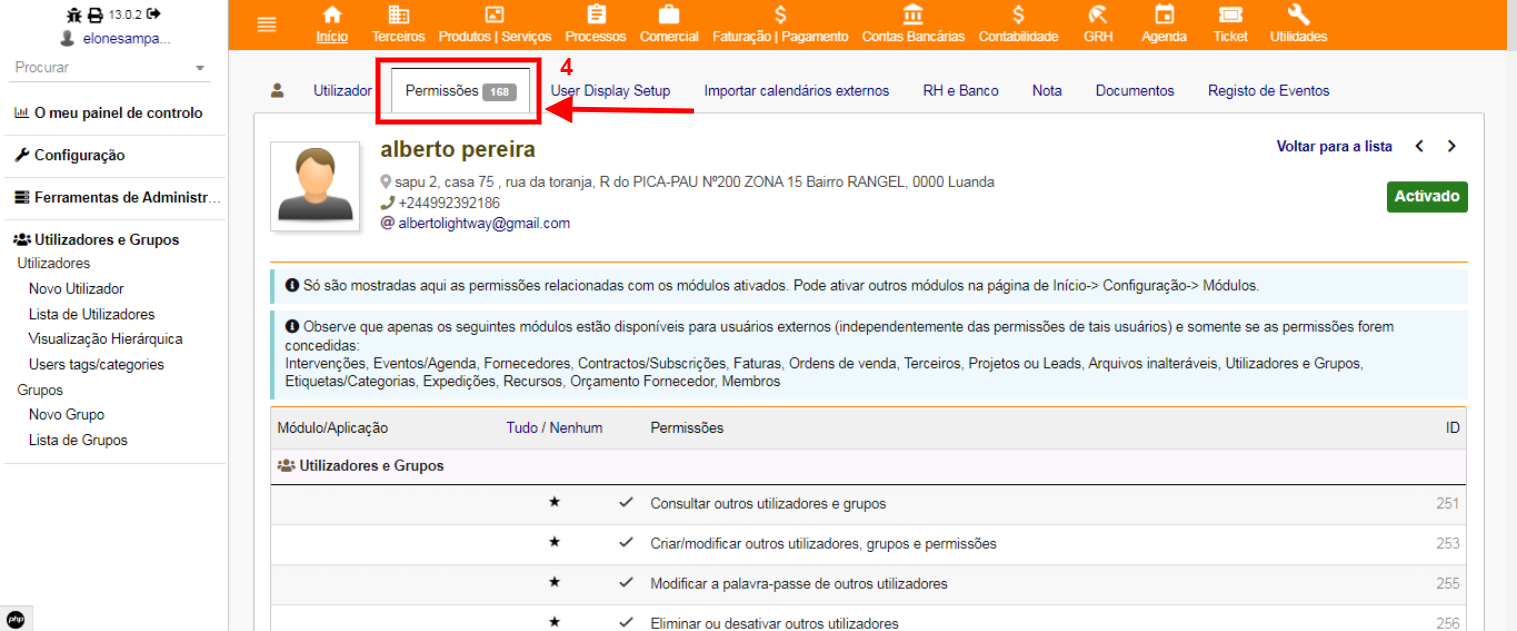 13.0.2
elonesampa...
Procurar
O meu painel de controlo
Configuração
Ferramentas de Administr...
Utilizadores e Grupos
Utilizadores
Novo Utilizador
Lista de Utilizadores
Visualização Hierárquica
Users tags/categories
Grupos
Novo Grupo
Lista de Grupos
php
Início Terceiros Produtos | Serviços Processos Comercial Faturação | Pagamento Contas Bancárias Contabilidade GRH Agenda Ticket Utilidades
4
Utilizador Permissões 168 User Display Setup Importar calendários externos RH e Banco Nota Documentos Registo de Eventos
alberto pereira
Voltar para a lista
sapu 2, casa 75 , rua da toranja, R do PICA-PAU Nº200 ZONA 15 Bairro RANGEL, 0000 Luanda
Activado
+244992392186
@ albertolightway@gmail.com
Só são mostradas aqui as permissões relacionadas com os módulos ativados. Pode ativar outros módulos na página de Início-> Configuração-> Módulos.
Observe que apenas os seguintes módulos estão disponíveis para usuários externos (independentemente das permissões de tais usuários) e somente se as permissões forem
concedidas:
Intervenções, Eventos/Agenda, Fornecedores, Contractos/Subscrições, Faturas, Ordens de venda, Terceiros, Projetos ou Leads, Arquivos inalteráveis, Utilizadores e Grupos,
Etiquetas/Categorias, Expedições, Recursos, Orçamento Fornecedor, Membros
Módulo/Aplicação Tudo / Nenhum Permissões ID
Utilizadores e Grupos
Consultar outros utilizadores e grupos 251
Criar/modificar outros utilizadores, grupos e permissões 253
Modificar a palavra-passe de outros utilizadores 255
Eliminar ou desativar outros utilizadores 256